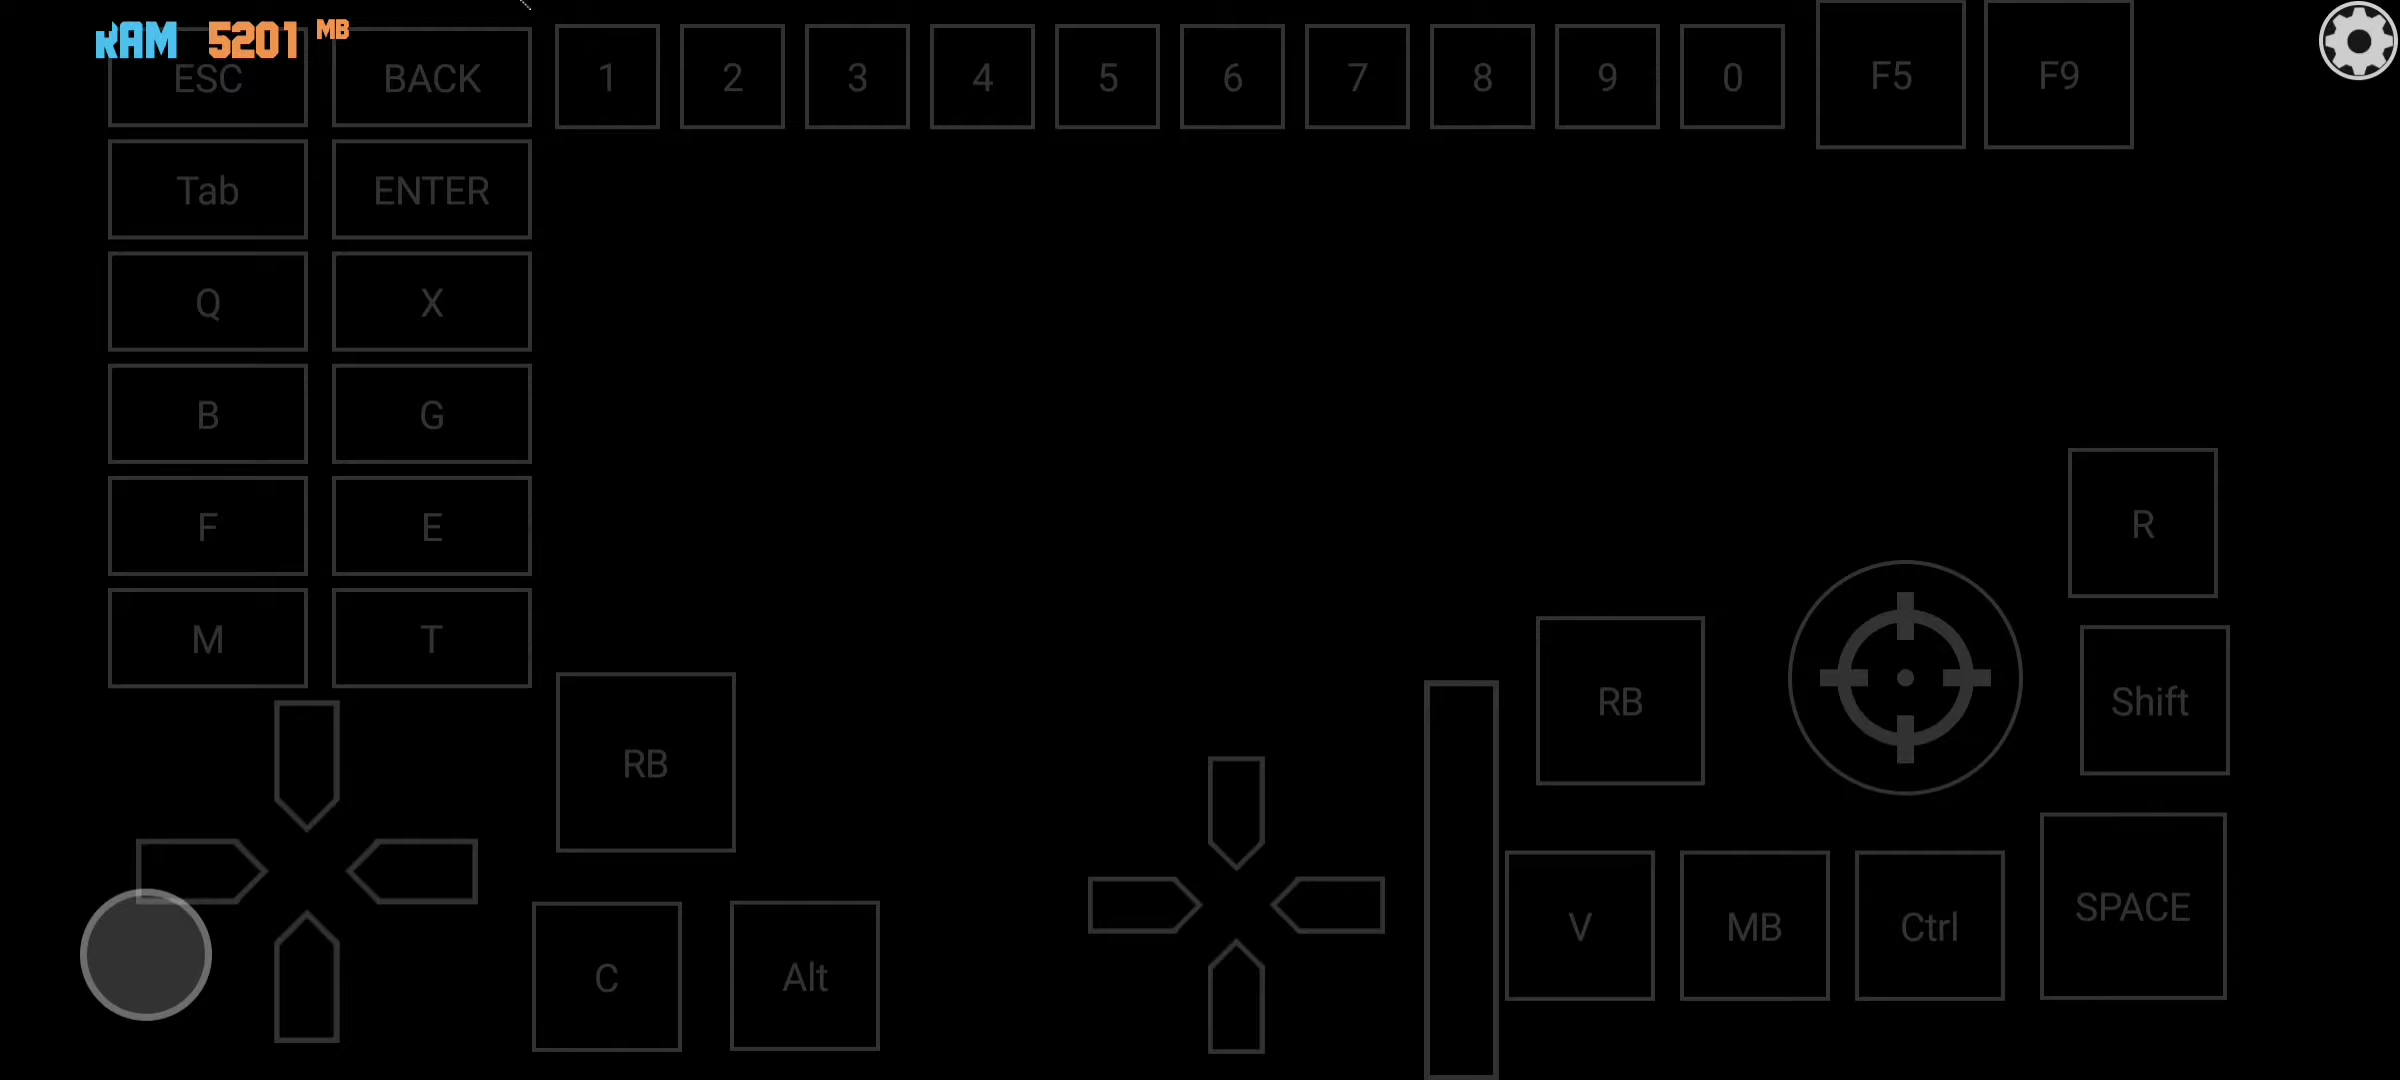 RAM 5201 MB
ESC BACK 1 2 3 4 5 6 7 8 9 0 F5 F9
Tab ENTER
Q X
B G
F E R
M T
RB RB Shift
C Alt V MB Ctrl SPACE